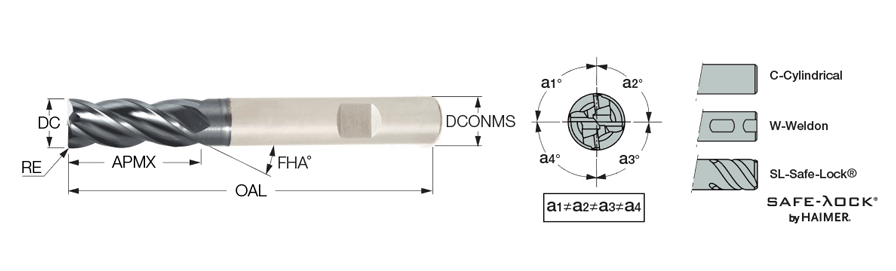 DC
RE
APMX
OAL
FHA°
DCONMS
a1°
a2°
a4°
a3°
a1≠a2≠a3≠a4
C-Cylindrical
W-Weldon
SL-Safe-Lock®
SAFE-λOCK®
by HAIMER®